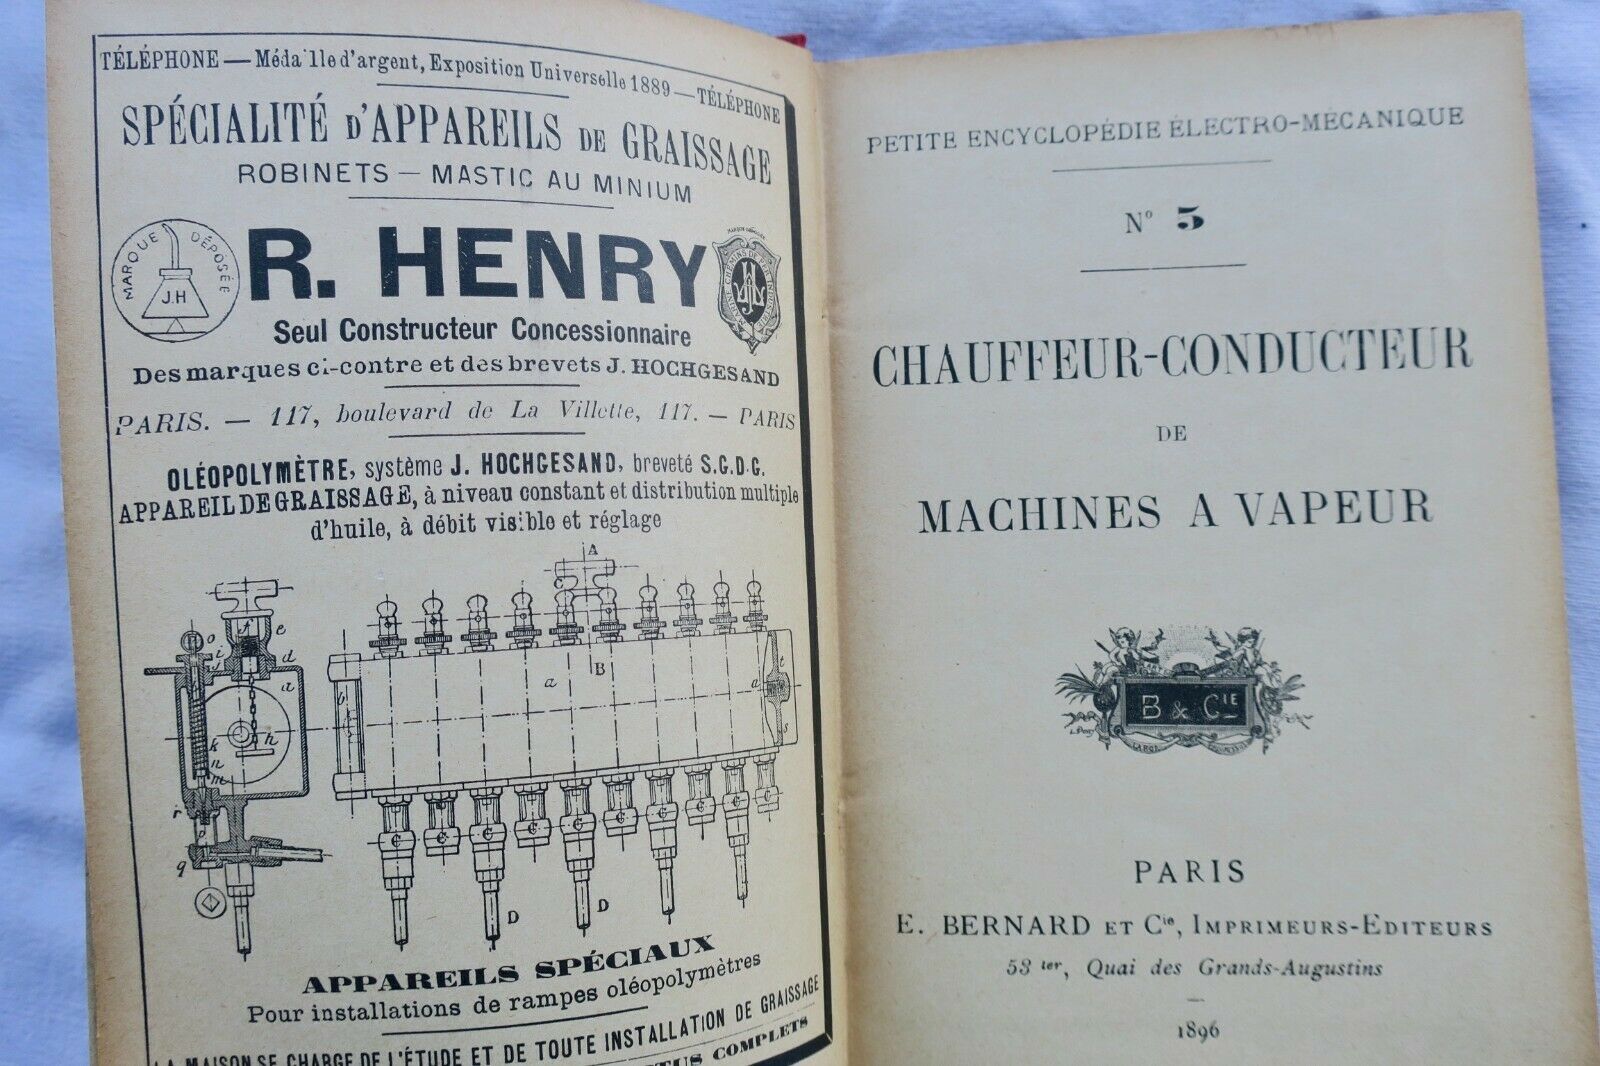 TÉLÉPHONE — Médaille d'argent, Exposition Universelle 1889 — TÉLÉPHONE
SPÉCIALITÉ D'APPAREILS DE GRAISSAGE
ROBINETS — MASTIC AU MINIUM
MARQUE DÉPOSÉE
J.H
R. HENRY
CHEMINS DE FER
Seul Constructeur Concessionnaire
Des marques ci-contre et des brevets J. HOCHGESAND
PARIS. — 117, boulevard de La Villette, 117. — PARIS
OLÉOPOLYMÈTRE, système J. HOCHGESAND, breveté S.G.D.G.
APPAREIL DE GRAISSAGE, à niveau constant et distribution multiple
d'huile, à débit visible et réglage
A
C
B
o f e
i
j d
a
b a t
a
s
k h
n
m
r
p
q
C C C C C C C C C
D D
APPAREILS SPÉCIAUX
Pour installations de rampes oléopolymètres
LA MAISON SE CHARGE DE L'ÉTUDE ET DE TOUTE INSTALLATION DE GRAISSAGE
COMPLETS
PETITE ENCYCLOPÉDIE ÉLECTRO-MÉCANIQUE
N° 5
CHAUFFEUR-CONDUCTEUR
DE
MACHINES A VAPEUR
B & CIE
PARIS
E. BERNARD ET Cie, IMPRIMEURS-EDITEURS
53 ter, Quai des Grands-Augustins
1896